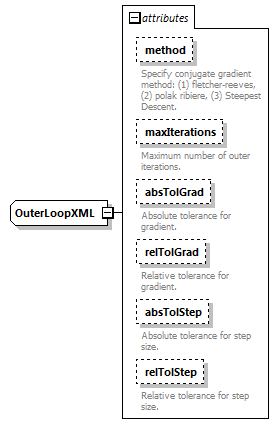 attributes
method
Specify conjugate gradient
method: (1) fletcher-reeves,
(2) polak ribiere, (3) Steepest
Descent.
maxIterations
Maximum number of outer
iterations.
absTolGrad
Absolute tolerance for
gradient.
OuterLoopXML
relTolGrad
Relative tolerance for
gradient.
absTolStep
Absolute tolerance for step
size.
relTolStep
Relative tolerance for step
size.